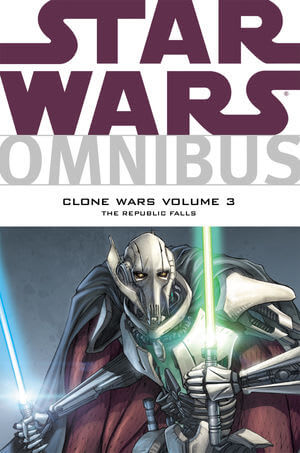 STAR
WARS®
OMNIBUS
CLONE WARS VOLUME 3
THE REPUBLIC FALLS